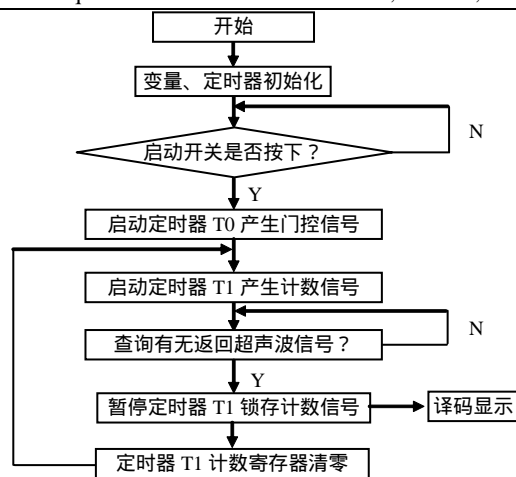 开始
变量、定时器初始化
N
启动开关是否按下？
Y
启动定时器 T0 产生门控信号
启动定时器 T1 产生计数信号
N
查询有无返回超声波信号？
Y
暂停定时器 T1 锁存计数信号
译码显示
定时器 T1 计数寄存器清零